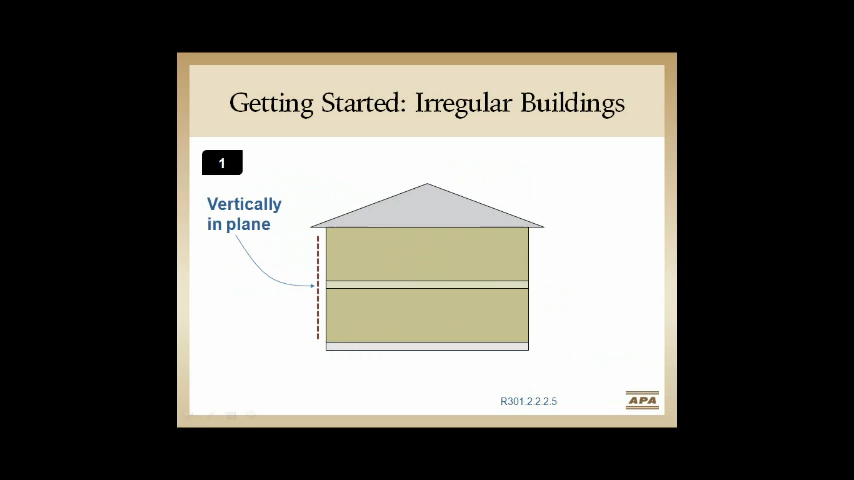 Getting Started: Irregular Buildings
1
Vertically
in plane
R301.2.2.2.5
APA